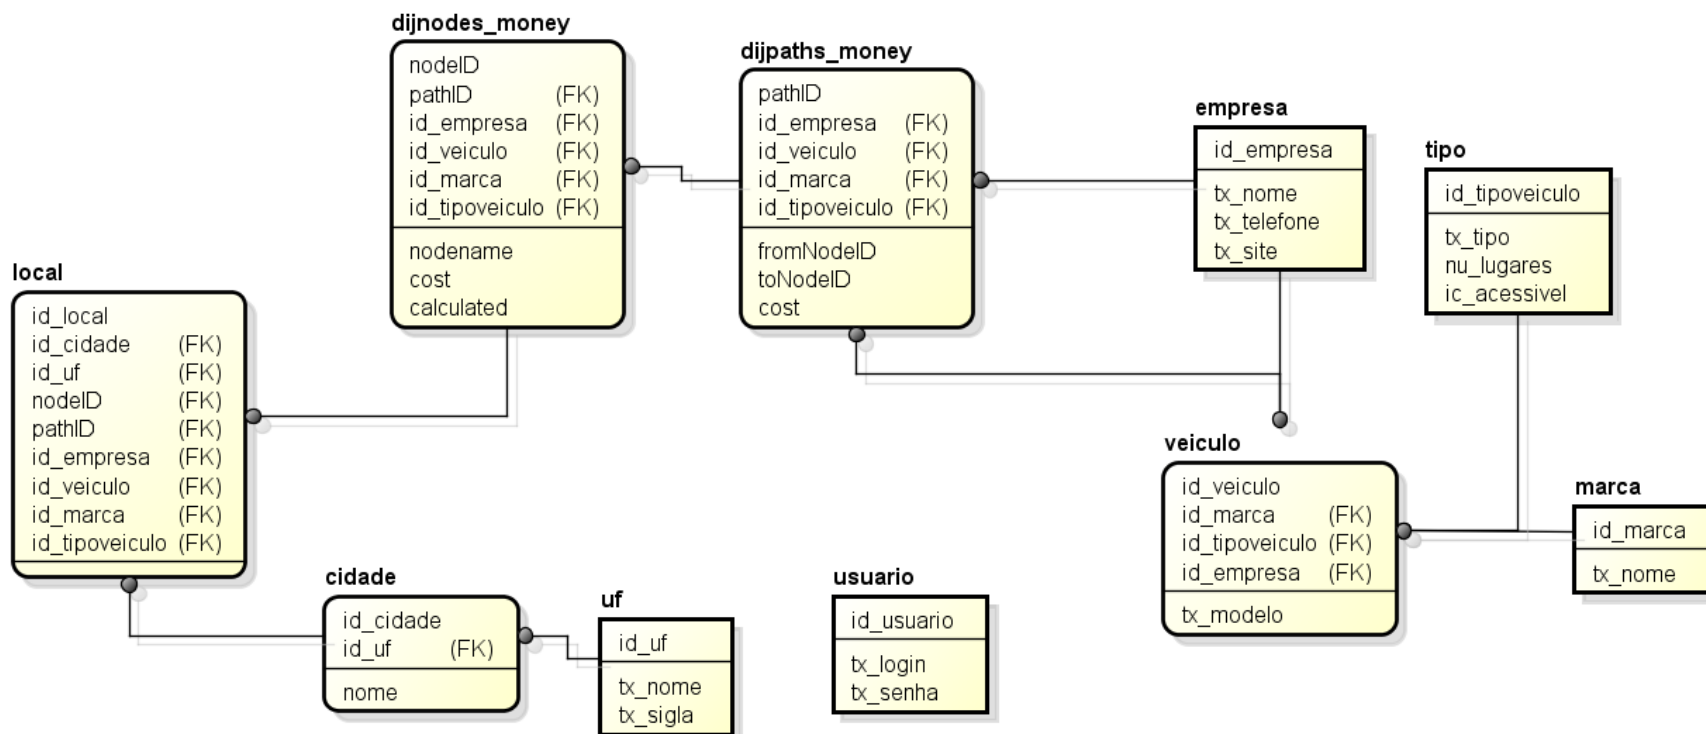 dijnodes_money
nodeID
pathID (FK)
id_empresa (FK)
id_veiculo (FK)
id_marca (FK)
id_tipoveiculo (FK)
nodename
cost
calculated
dijpaths_money
pathID
id_empresa (FK)
id_veiculo (FK)
id_marca (FK)
id_tipoveiculo (FK)
fromNodeID
toNodeID
cost
empresa
id_empresa
tx_nome
tx_telefone
tx_site
tipo
id_tipoveiculo
tx_tipo
nu_lugares
ic_acessivel
local
id_local
id_cidade (FK)
id_uf (FK)
nodeID (FK)
pathID (FK)
id_empresa (FK)
id_veiculo (FK)
id_marca (FK)
id_tipoveiculo (FK)
veiculo
id_veiculo
id_marca (FK)
id_tipoveiculo (FK)
id_empresa (FK)
tx_modelo
marca
id_marca
tx_nome
cidade
id_cidade
id_uf (FK)
nome
uf
id_uf
tx_nome
tx_sigla
usuario
id_usuario
tx_login
tx_senha